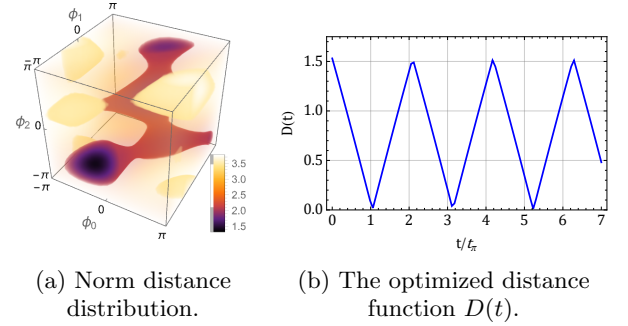 ϕ1
π
0
-π
π
π
ϕ2 0
-π
-π
0
ϕ0
π
3.5
3.0
2.5
2.0
1.5
1.5
1.0
0.5
0.0
D(t)
0 1 2 3 4 5 6 7
t/tπ
(a) Norm distance
distribution.
(b) The optimized distance
function D(t).